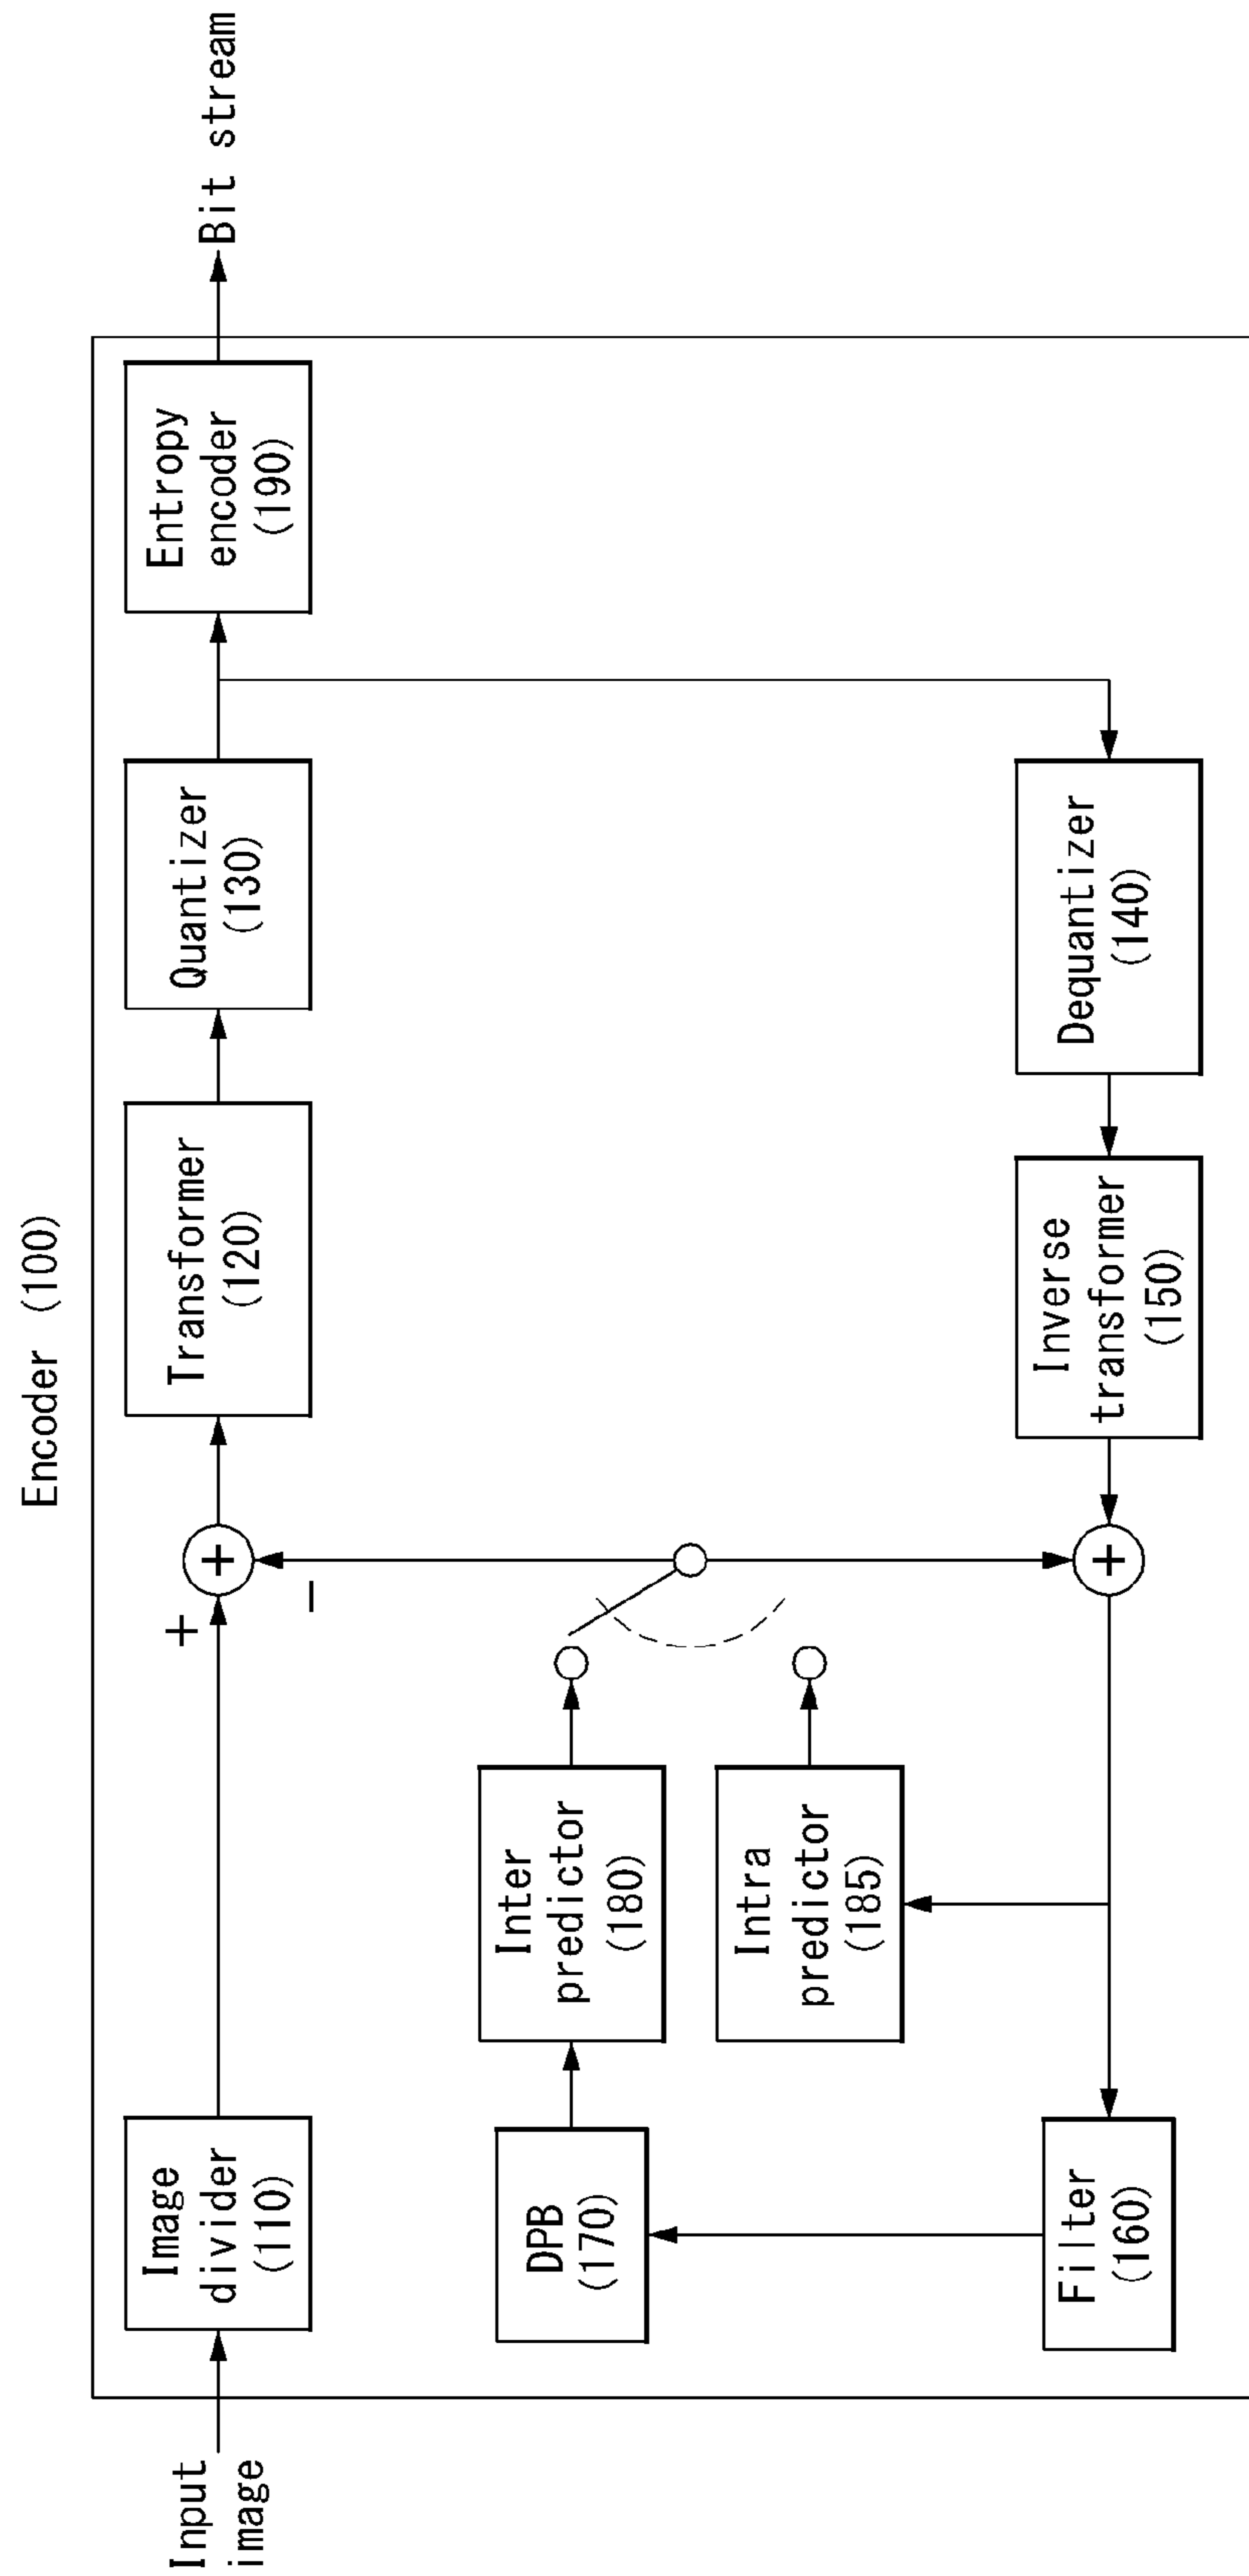 Encoder (100)
Input
image
Image
divider
(110)
+
−
+
Transformer
(120)
Quantizer
(130)
Entropy
encoder
(190)
Bit stream
DPB
(170)
Inter
predictor
(180)
Intra
predictor
(185)
Filter
(160)
+
Inverse
transformer
(150)
Dequantizer
(140)